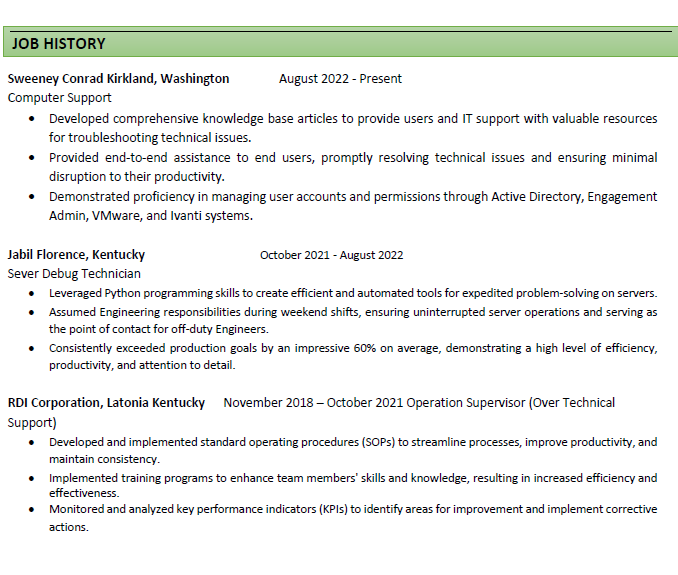 JOB HISTORY
Sweeney Conrad Kirkland, Washington August 2022 - Present
Computer Support
• Developed comprehensive knowledge base articles to provide users and IT support with valuable resources
for troubleshooting technical issues.
• Provided end-to-end assistance to end users, promptly resolving technical issues and ensuring minimal
disruption to their productivity.
• Demonstrated proficiency in managing user accounts and permissions through Active Directory, Engagement
Admin, VMware, and Ivanti systems.
Jabil Florence, Kentucky October 2021 - August 2022
Sever Debug Technician
• Leveraged Python programming skills to create efficient and automated tools for expedited problem-solving on servers.
• Assumed Engineering responsibilities during weekend shifts, ensuring uninterrupted server operations and serving as
the point of contact for off-duty Engineers.
• Consistently exceeded production goals by an impressive 60% on average, demonstrating a high level of efficiency,
productivity, and attention to detail.
RDI Corporation, Latonia Kentucky November 2018 – October 2021 Operation Supervisor (Over Technical
Support)
• Developed and implemented standard operating procedures (SOPs) to streamline processes, improve productivity, and
maintain consistency.
• Implemented training programs to enhance team members' skills and knowledge, resulting in increased efficiency and
effectiveness.
• Monitored and analyzed key performance indicators (KPIs) to identify areas for improvement and implement corrective
actions.